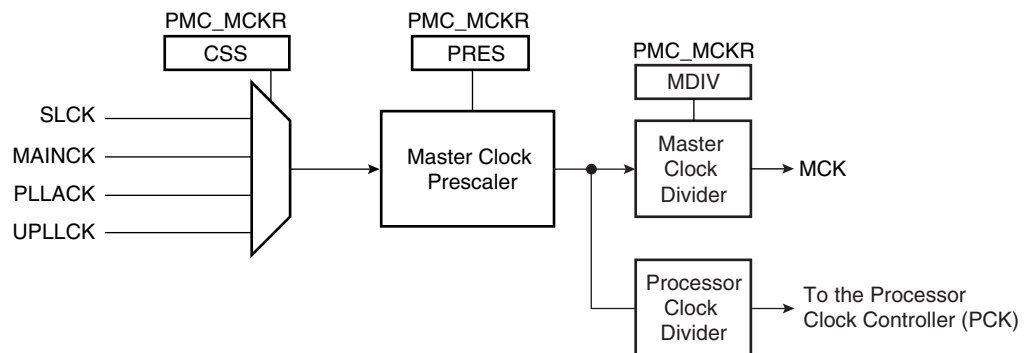 PMC_MCKR
CSS
PMC_MCKR
PRES
PMC_MCKR
MDIV
SLCK
MAINCK
PLLACK
UPLLCK
Master Clock
Prescaler
Master
Clock
Divider
MCK
Processor
Clock
Divider
To the Processor
Clock Controller (PCK)